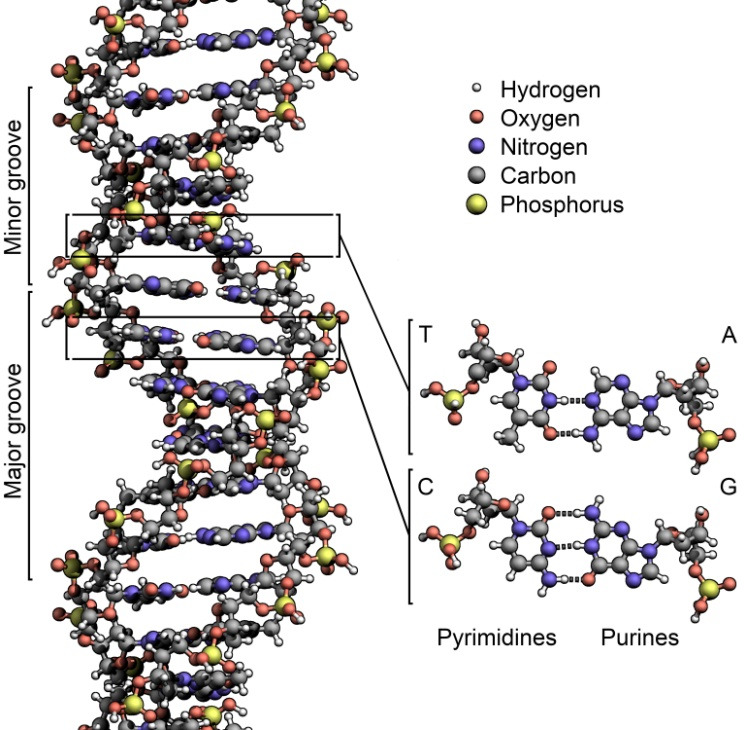 Minor groove
Major groove
Hydrogen
Oxygen
Nitrogen
Carbon
Phosphorus
T A
C G
Pyrimidines Purines